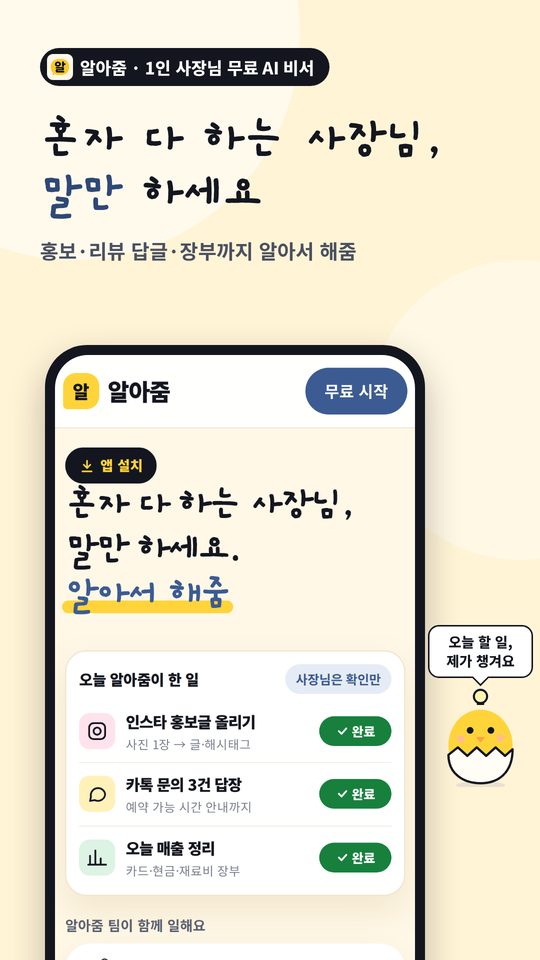 알 알아줌 · 1인 사장님 무료 AI 비서
혼자 다 하는 사장님,
말만 하세요
홍보·리뷰 답글·장부까지 알아서 해줌
알 알아줌
무료 시작
앱 설치
혼자 다 하는 사장님,
말만 하세요.
알아서 해줌
오늘 할 일,
제가 챙겨요
오늘 알아줌이 한 일
사장님은 확인만
인스타 홍보글 올리기
사진 1장 → 글·해시태그
✓ 완료
카톡 문의 3건 답장
예약 가능 시간 안내까지
✓ 완료
오늘 매출 정리
카드·현금·재료비 장부
✓ 완료
알아줌 팀이 함께 일해요